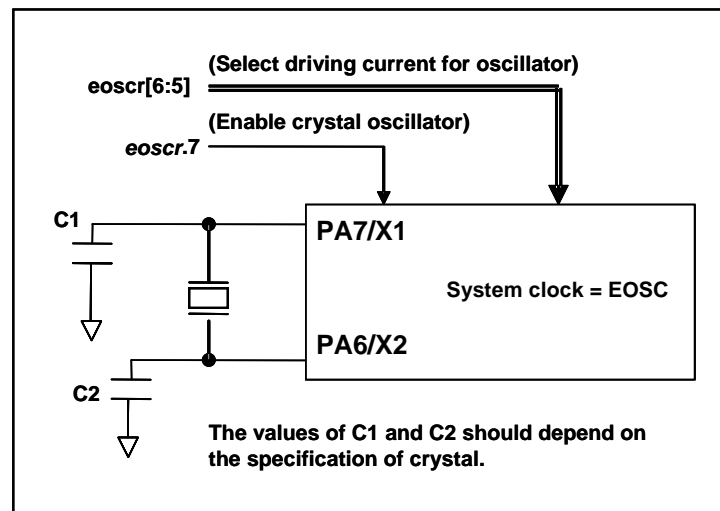 (Select driving current for oscillator)
eoscr[6:5]
(Enable crystal oscillator)
eoscr.7
C1
PA7/X1
System clock = EOSC
PA6/X2
C2
The values of C1 and C2 should depend on
the specification of crystal.